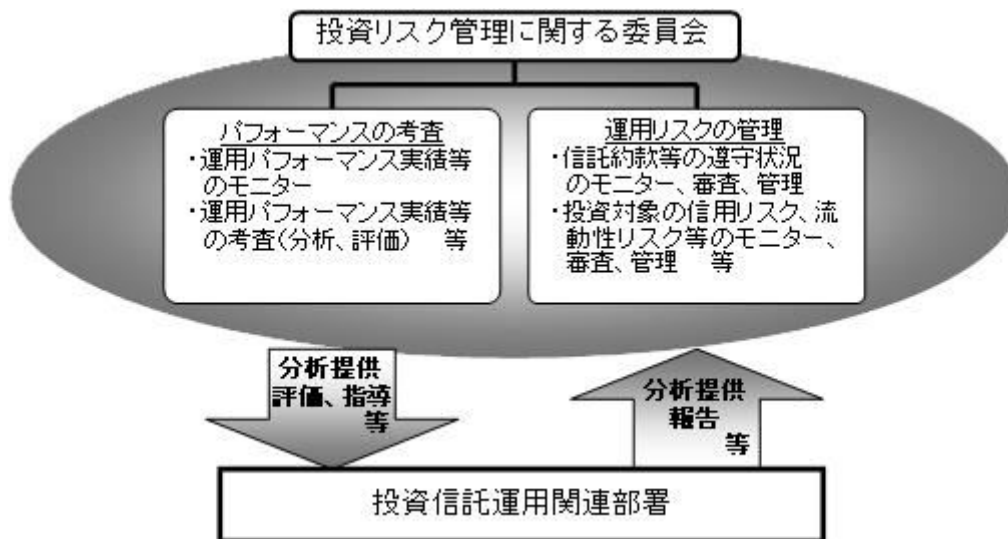 投資リスク管理に関する委員会
パフォーマンスの考査
・運用パフォーマンス実績等
のモニター
・運用パフォーマンス実績等
の考査(分析、評価) 等
運用リスクの管理
・信託約款等の遵守状況
のモニター、審査、管理
・投資対象の信用リスク、流
動性リスク等のモニター、
審査、管理 等
分析提供
評価、指導
等
分析提供
報告
等
投資信託運用関連部署